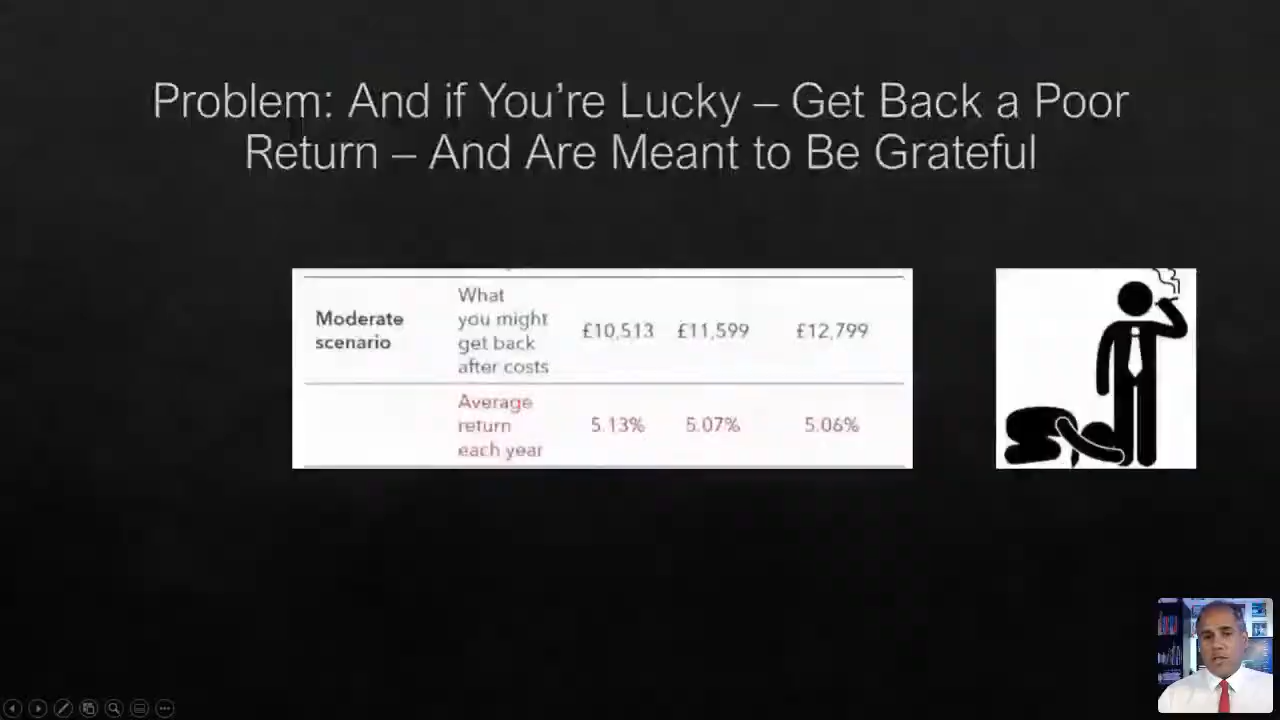 Problem: And if You're Lucky – Get Back a Poor
Return – And Are Meant to Be Grateful
Moderate
scenario
What
you might
get back
after costs
£10,513 £11,599 £12,799
Average
return
each year
5.13% 5.07% 5.06%